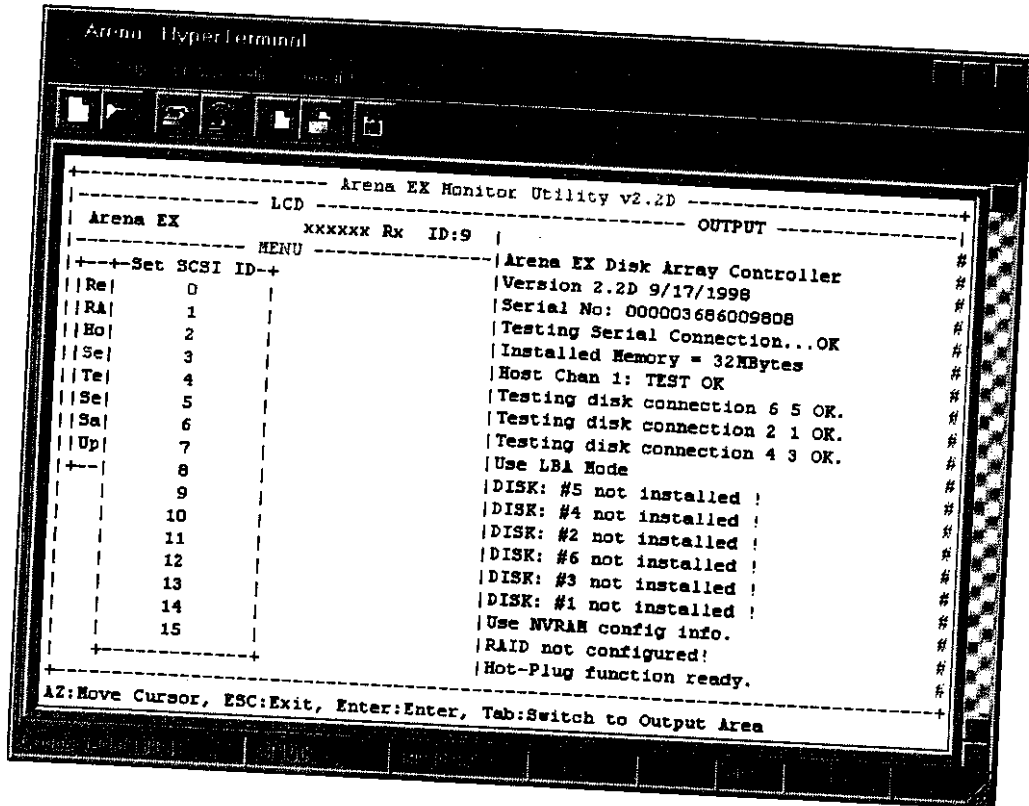 Arena HyperTerminal
+---------------------- Arena EX Monitor Utility v2.2D ----------------------+
|------------------ LCD ------------------ OUTPUT ------------------|
| Arena EX xxxxxx Rx ID:9 |
|---------------- MENU ----------------|Arena EX Disk Array Controller #
|+--+-Set SCSI ID-+ |Version 2.2D 9/17/1998 #
||Re| 0 | |Serial No: 000003686009808 #
||RA| 1 | |Testing Serial Connection...OK #
||Ho| 2 | |Installed Memory = 32MBytes #
||Se| 3 | |Host Chan 1: TEST OK #
||Te| 4 | |Testing disk connection 6 5 OK. #
||Se| 5 | |Testing disk connection 2 1 OK. #
||Sa| 6 | |Testing disk connection 4 3 OK. #
||Up| 7 | |Use LBA Mode #
|+--| 8 | |DISK: #5 not installed ! #
| | 9 | |DISK: #4 not installed ! #
| | 10 | |DISK: #2 not installed ! #
| | 11 | |DISK: #6 not installed ! #
| | 12 | |DISK: #3 not installed ! #
| | 13 | |DISK: #1 not installed ! #
| | 14 | |Use NVRAM config info. #
| | 15 | |RAID not configured! #
| +--------------+ |Hot-Plug function ready. #
+----------------------------------------------------------------------------+
AZ:Move Cursor, ESC:Exit, Enter:Enter, Tab:Switch to Output Area